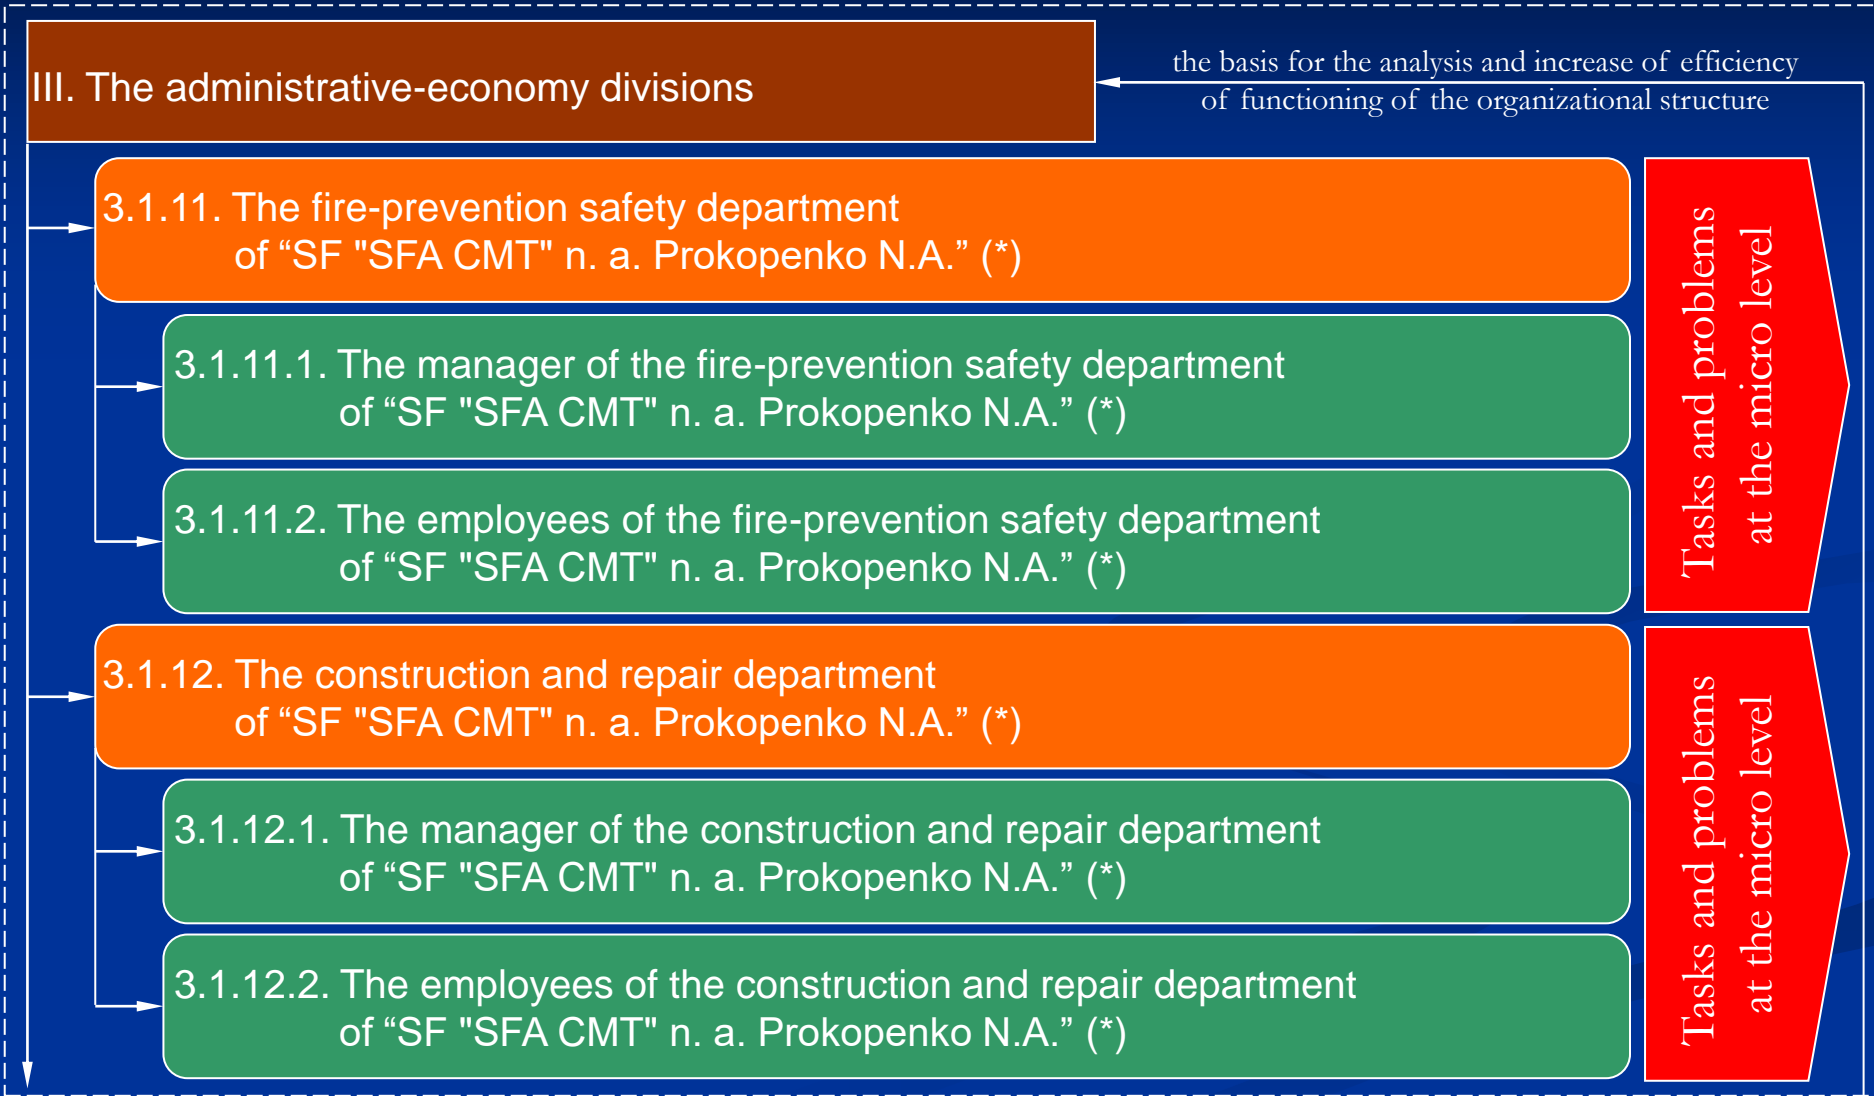 III. The administrative-economy divisions
the basis for the analysis and increase of efficiency
of functioning of the organizational structure
3.1.11. The fire-prevention safety department
of “SF "SFA CMT" n. a. Prokopenko N.A.” (*)
3.1.11.1. The manager of the fire-prevention safety department
of “SF "SFA CMT" n. a. Prokopenko N.A.” (*)
3.1.11.2. The employees of the fire-prevention safety department
of “SF "SFA CMT" n. a. Prokopenko N.A.” (*)
Tasks and problems
at the micro level
3.1.12. The construction and repair department
of “SF "SFA CMT" n. a. Prokopenko N.A.” (*)
3.1.12.1. The manager of the construction and repair department
of “SF "SFA CMT" n. a. Prokopenko N.A.” (*)
3.1.12.2. The employees of the construction and repair department
of “SF "SFA CMT" n. a. Prokopenko N.A.” (*)
Tasks and problems
at the micro level